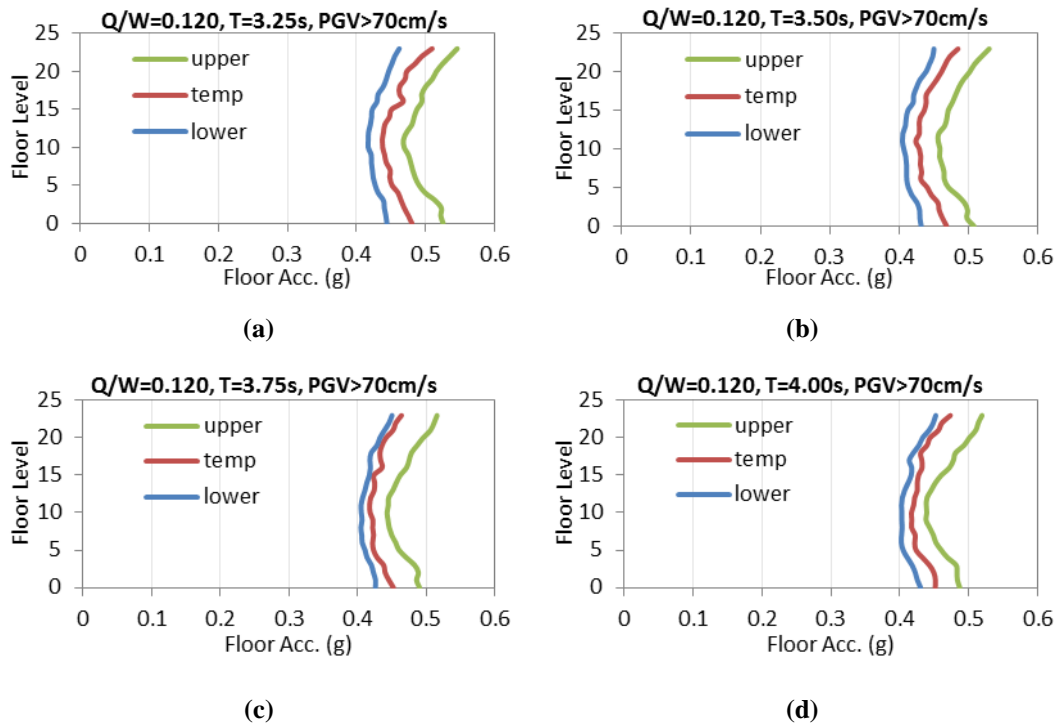 Q/W=0.120, T=3.25s, PGV>70cm/s
25
20
15
10
5
0
Floor Level
upper
temp
lower
0 0.1 0.2 0.3 0.4 0.5 0.6
Floor Acc. (g)
(a)
Q/W=0.120, T=3.50s, PGV>70cm/s
25
20
15
10
5
0
Floor Level
upper
temp
lower
0 0.1 0.2 0.3 0.4 0.5 0.6
Floor Acc. (g)
(b)
Q/W=0.120, T=3.75s, PGV>70cm/s
25
20
15
10
5
0
Floor Level
upper
temp
lower
0 0.1 0.2 0.3 0.4 0.5 0.6
Floor Acc. (g)
(c)
Q/W=0.120, T=4.00s, PGV>70cm/s
25
20
15
10
5
0
Floor Level
upper
temp
lower
0 0.1 0.2 0.3 0.4 0.5 0.6
Floor Acc. (g)
(d)